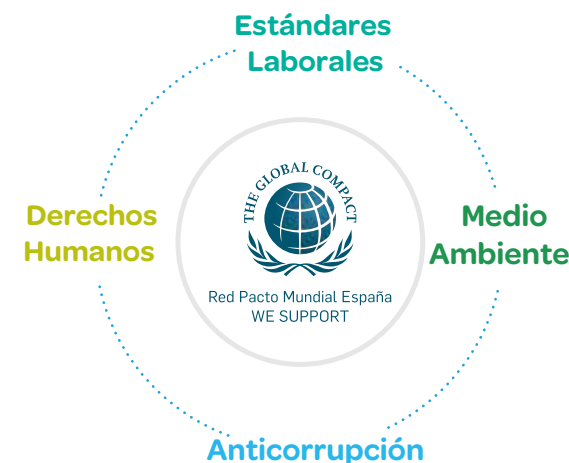 Estándares
Laborales
THE GLOBAL COMPACT
Derechos
Humanos
Medio
Ambiente
Red Pacto Mundial España
WE SUPPORT
Anticorrupción